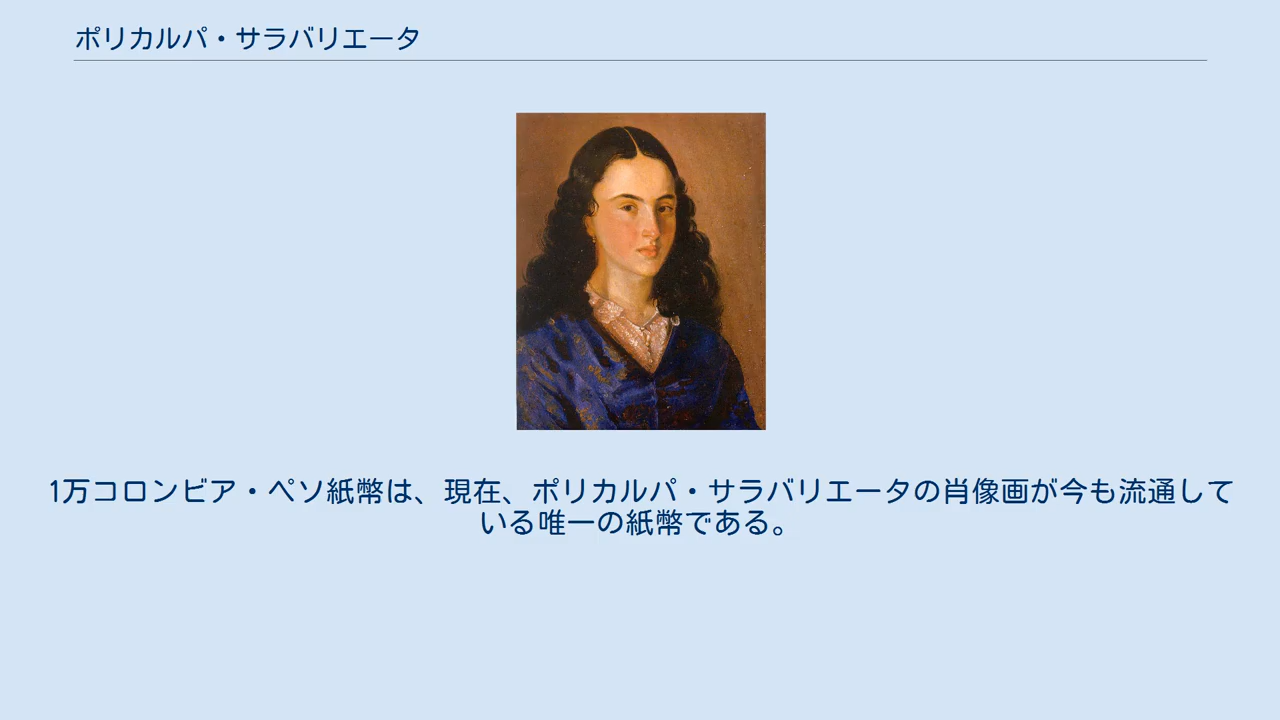 ポリカルパ・サラバリエータ
1万コロンビア・ペソ紙幣は、現在、ポリカルパ・サラバリエータの肖像画が今も流通して
いる唯一の紙幣である。